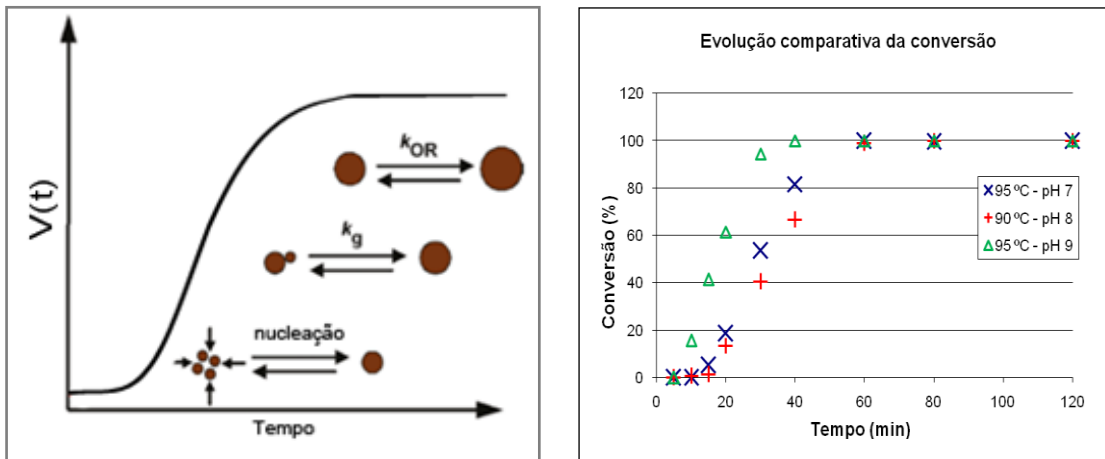 V(t)
k_OR
k_g
nucleação
Tempo
Evolução comparativa da conversão
Conversão (%)
120
100
80
60
40
20
0
0 20 40 60 80 100 120
Tempo (min)
95 ºC - pH 7
90 ºC - pH 8
95 ºC - pH 9